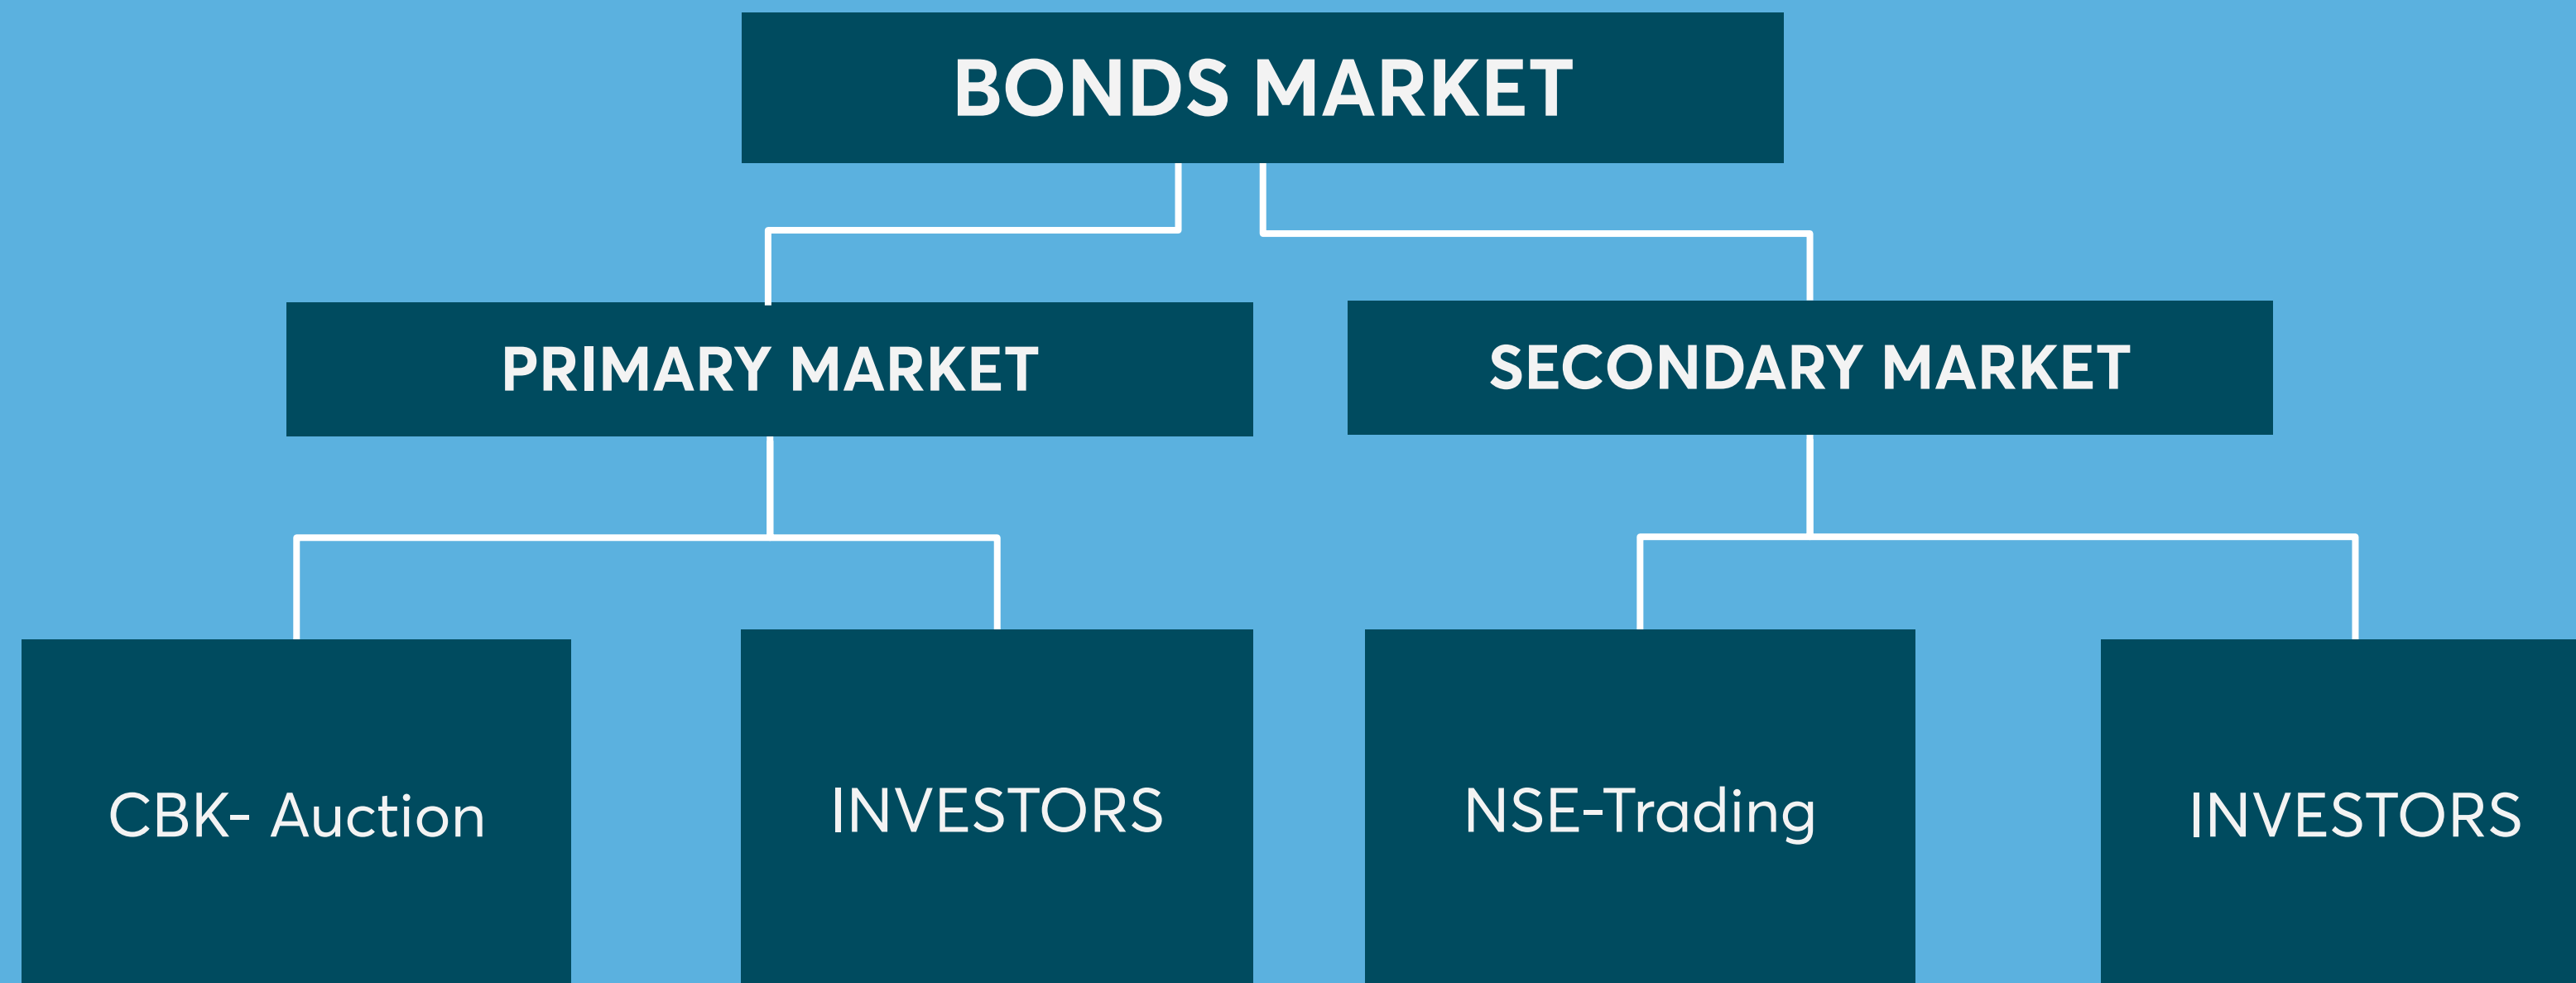 BONDS MARKET
PRIMARY MARKET
SECONDARY MARKET
CBK- Auction
INVESTORS
NSE-Trading
INVESTORS